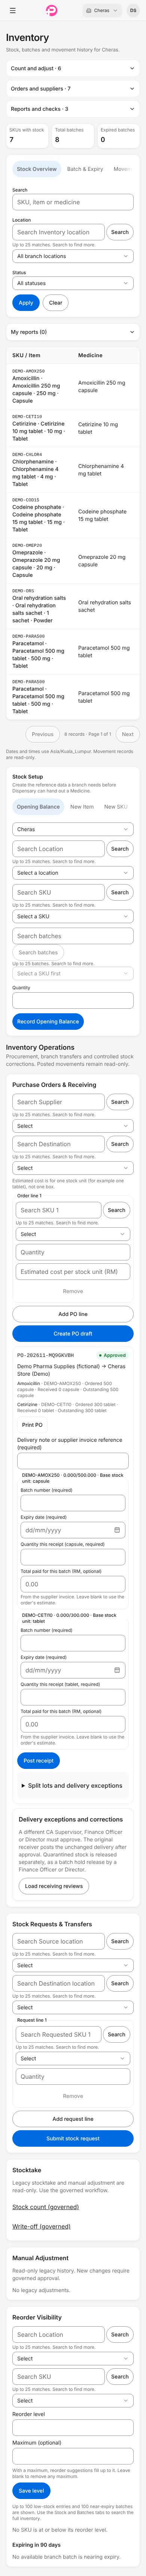 Cheras
DS
Inventory
Stock, batches and movement history for Cheras.
Count and adjust · 6
Orders and suppliers · 7
Reports and checks · 3
SKUs with stock
7
Total batches
8
Expired batches
0
Stock Overview
Batch & Expiry
Search
SKU, item or medicine
Location
Search inventory location
Search
Up to 25 matches. Search to find more.
All branch locations
Status
All statuses
Apply
Clear
My reports (0)
SKU / Item
Medicine
DEMO-AMOX250
Amoxicillin ·
Amoxicillin 250 mg
capsule · 250 mg ·
Capsule
Amoxicillin 250 mg
capsule
DEMO-CETI10
Cetirizine · Cetirizine
10 mg tablet · 10 mg ·
Tablet
Cetirizine 10 mg
tablet
DEMO-CHLOR4
Chlorphenamine ·
Chlorphenamine 4
mg tablet · 4 mg ·
Tablet
Chlorphenamine 4
mg tablet
DEMO-COD15
Codeine phosphate ·
Codeine phosphate
15 mg tablet · 15 mg ·
Tablet
Codeine phosphate
15 mg tablet
DEMO-OMEP20
Omeprazole ·
Omeprazole 20 mg
capsule · 20 mg ·
Capsule
Omeprazole 20 mg
capsule
DEMO-ORS
Oral rehydration salts
· Oral rehydration
salts sachet · 1
sachet · Powder
Oral rehydration salts
sachet
DEMO-PARA500
Paracetamol ·
Paracetamol 500 mg
tablet · 500 mg ·
Tablet
Paracetamol 500 mg
tablet
DEMO-PARA500
Paracetamol ·
Paracetamol 500 mg
tablet · 500 mg ·
Tablet
Paracetamol 500 mg
tablet
Previous
8 records · Page 1 of 1
Next
Dates and times use Asia/Kuala_Lumpur. Movement records
are read-only.
Stock Setup
Create the reference data a branch needs before
Dispensary can hand out a Medicine.
Opening Balance
New Item
New SKU
Cheras
Search Location
Search
Up to 25 matches. Search to find more.
Select a location
Search SKU
Search
Up to 25 matches. Search to find more.
Select a SKU
Search batches
Search batches
Up to 25 batches. Search to find more.
Select a SKU first
Quantity
Record Opening Balance
Inventory Operations
Procurement, branch transfers and controlled stock
corrections. Posted movements remain read-only.
Purchase Orders & Receiving
Search Supplier
Search
Up to 25 matches. Search to find more.
Select
Search Destination
Search
Up to 25 matches. Search to find more.
Select
Estimated cost is for one stock unit (for example one
tablet), not one box.
Order line 1
Search SKU 1
Search
Up to 25 matches. Search to find more.
Select
Quantity
Estimated cost per stock unit (RM)
Remove
Add PO line
Create PO draft
Approved
Demo Pharma Supplies (fictional) → Cheras
Store (Demo)
Amoxicillin · DEMO-AMOX250 · Ordered 500
capsule · Received 0 capsule · Outstanding 500
capsule
Cetirizine · DEMO-CETI10 · Ordered 300 tablet ·
Received 0 tablet · Outstanding 300 tablet
Print PO
Delivery note or supplier invoice reference
(required)
DEMO-AMOX250 · 0.000/500.000 · Base stock
unit: capsule
Batch number (required)
Expiry date (required)
dd/mm/yyyy
Quantity this receipt (capsule, required)
Total paid for this batch (RM, optional)
0.00
From the supplier invoice. Leave blank to use the
order's estimate.
DEMO-CETI10 · 0.000/300.000 · Base stock
unit: tablet
Batch number (required)
Expiry date (required)
dd/mm/yyyy
Quantity this receipt (tablet, required)
Total paid for this batch (RM, optional)
0.00
From the supplier invoice. Leave blank to use the
order's estimate.
Post receipt
Split lots and delivery exceptions
Delivery exceptions and corrections
A different CA Supervisor, Finance Officer
or Director must approve. The original
receipt posts the unchanged delivery after
approval. Quarantined stock is released
separately, as a stock hold release by a
Finance Officer or Director.
Load receiving reviews
Stock Requests & Transfers
Search Source location
Search
Up to 25 matches. Search to find more.
Select
Search Destination location
Search
Up to 25 matches. Search to find more.
Select
Request line 1
Search Requested SKU 1
Search
Up to 25 matches. Search to find more.
Select
Quantity
Remove
Add request line
Submit stock request
Stocktake
Legacy stocktake and manual adjustment are
read-only. Use the governed workflow.
Stock count (governed)
Write-off (governed)
Manual Adjustment
Read-only legacy history. New changes require
governed approval.
No legacy adjustments.
Reorder Visibility
Search Location
Search
Up to 25 matches. Search to find more.
Select
Search SKU
Search
Up to 25 matches. Search to find more.
Select
Reorder level
Maximum (optional)
With a maximum, reorder suggestions fill up to it. Leave
blank to remove any maximum.
Save level
Up to 100 low-stock entries and 100 near-expiry batches
are shown. Use the Stock and Batches tabs to search the full
inventory.
No SKU is at or below its reorder level.
Expiring in 90 days
No available branch batch is nearing expiry.